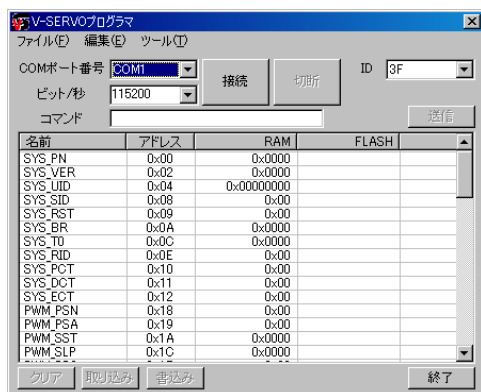 V-SERVOプログラマ
ファイル(F) 編集(E) ツール(T)
COMポート番号 COM1 接続 切断 ID 3F
ビット/秒 115200
コマンド 送信
名前 アドレス RAM FLASH
SYS_PN 0x00 0x0000
SYS_VER 0x02 0x0000
SYS_UID 0x04 0x00000000
SYS_SID 0x08 0x00
SYS_RST 0x09 0x00
SYS_BR 0x0A 0x0000
SYS_T0 0x0C 0x0000
SYS_RID 0x0E 0x00
SYS_PCT 0x10 0x00
SYS_DCT 0x11 0x00
SYS_ECT 0x12 0x00
PWM_PSN 0x18 0x00
PWM_PSA 0x19 0x00
PWM_SST 0x1A 0x0000
PWM_SLP 0x1C 0x0000
クリア 取り込み 書込み 終了